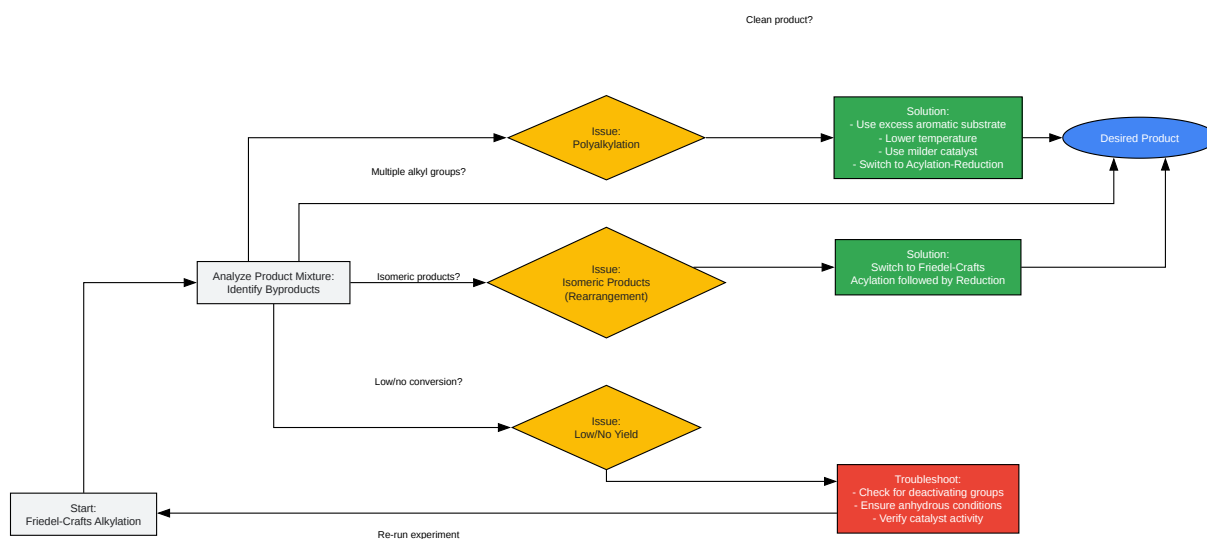 Clean product?
Issue:
Polyalkylation
Solution:
- Use excess aromatic substrate
- Lower temperature
- Use milder catalyst
- Switch to Acylation-Reduction
Desired Product
Multiple alkyl groups?
Analyze Product Mixture:
Identify Byproducts
Isomeric products?
Issue:
Isomeric Products
(Rearrangement)
Solution:
Switch to Friedel-Crafts
Acylation followed by Reduction
Low/no conversion?
Issue:
Low/No Yield
Troubleshoot:
- Check for deactivating groups
- Ensure anhydrous conditions
- Verify catalyst activity
Start:
Friedel-Crafts Alkylation
Re-run experiment